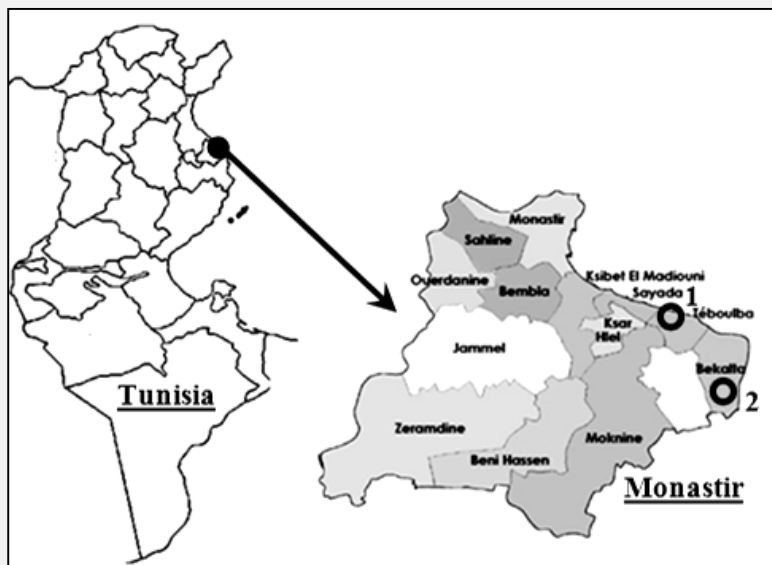 Tunisia
Monastir
Sahline
Ouerdanine
Bembla
Ksibet El Madiouni
Sayada
1
Téboulba
Ksar
Hlel
Jammel
Bekalta
2
Zeramdine
Moknine
Beni Hassen
Monastir